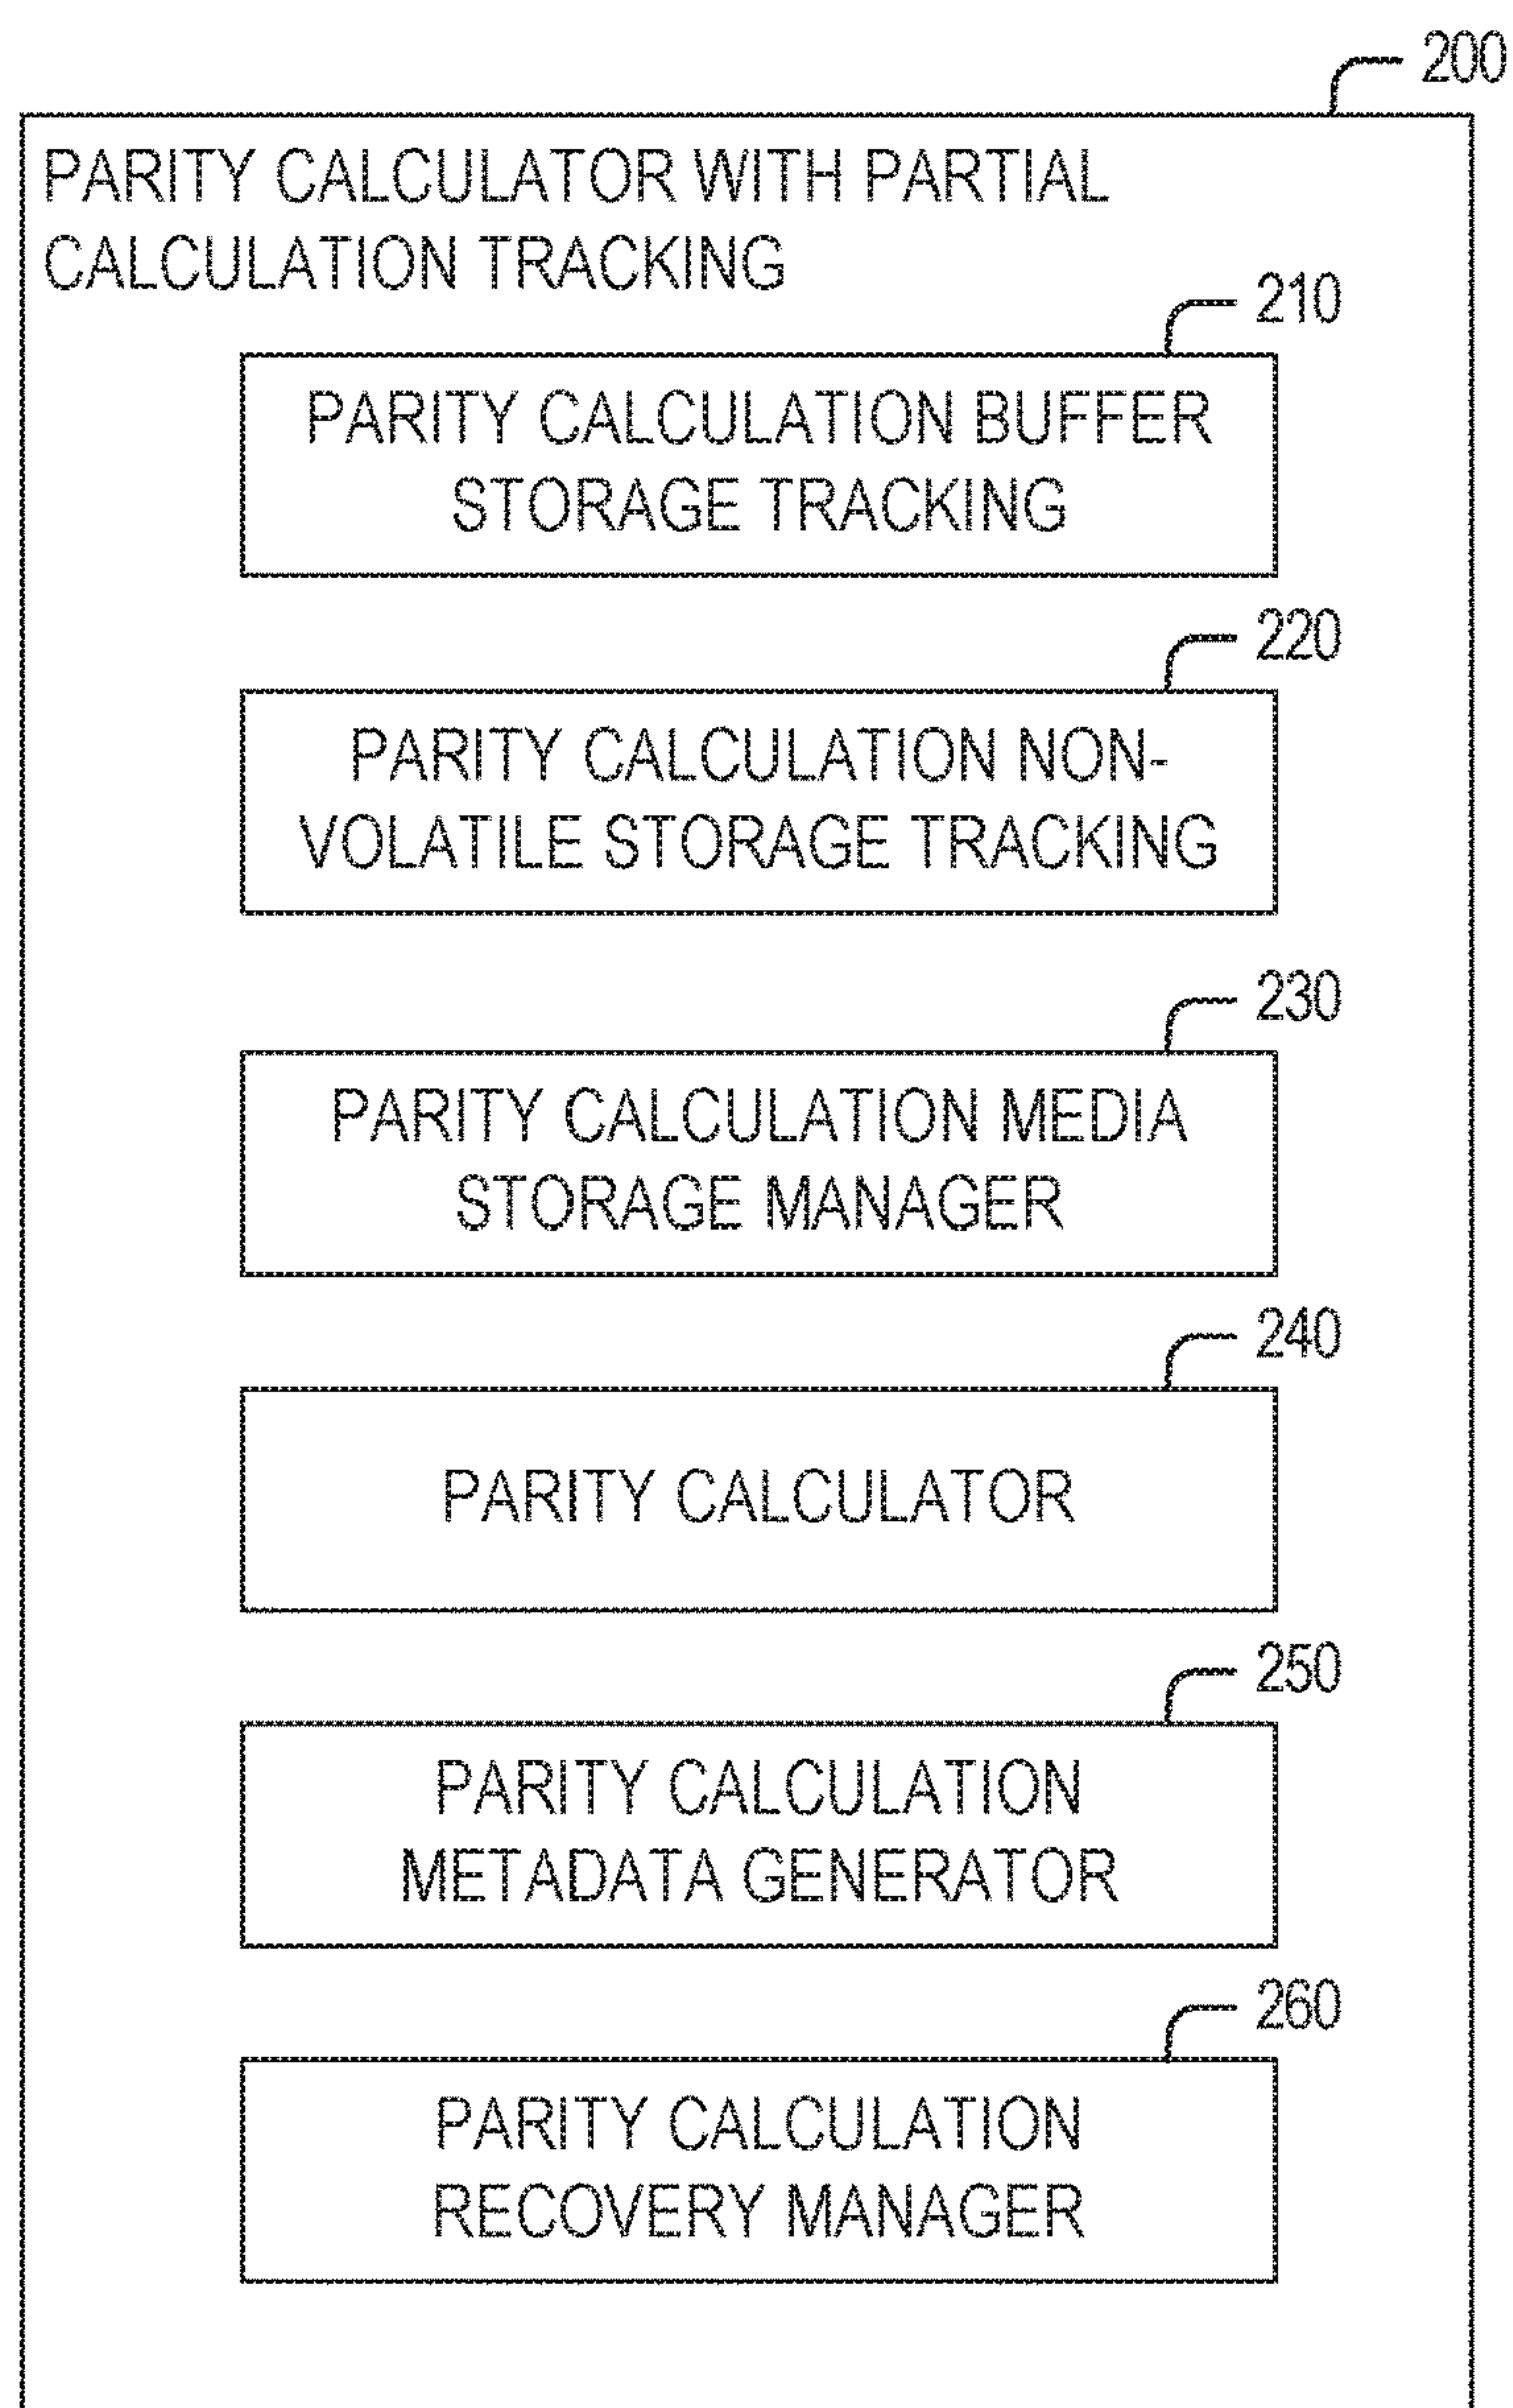 200
PARITY CALCULATOR WITH PARTIAL
CALCULATION TRACKING
210
PARITY CALCULATION BUFFER
STORAGE TRACKING
220
PARITY CALCULATION NON-
VOLATILE STORAGE TRACKING
230
PARITY CALCULATION MEDIA
STORAGE MANAGER
240
PARITY CALCULATOR
250
PARITY CALCULATION
METADATA GENERATOR
260
PARITY CALCULATION
RECOVERY MANAGER